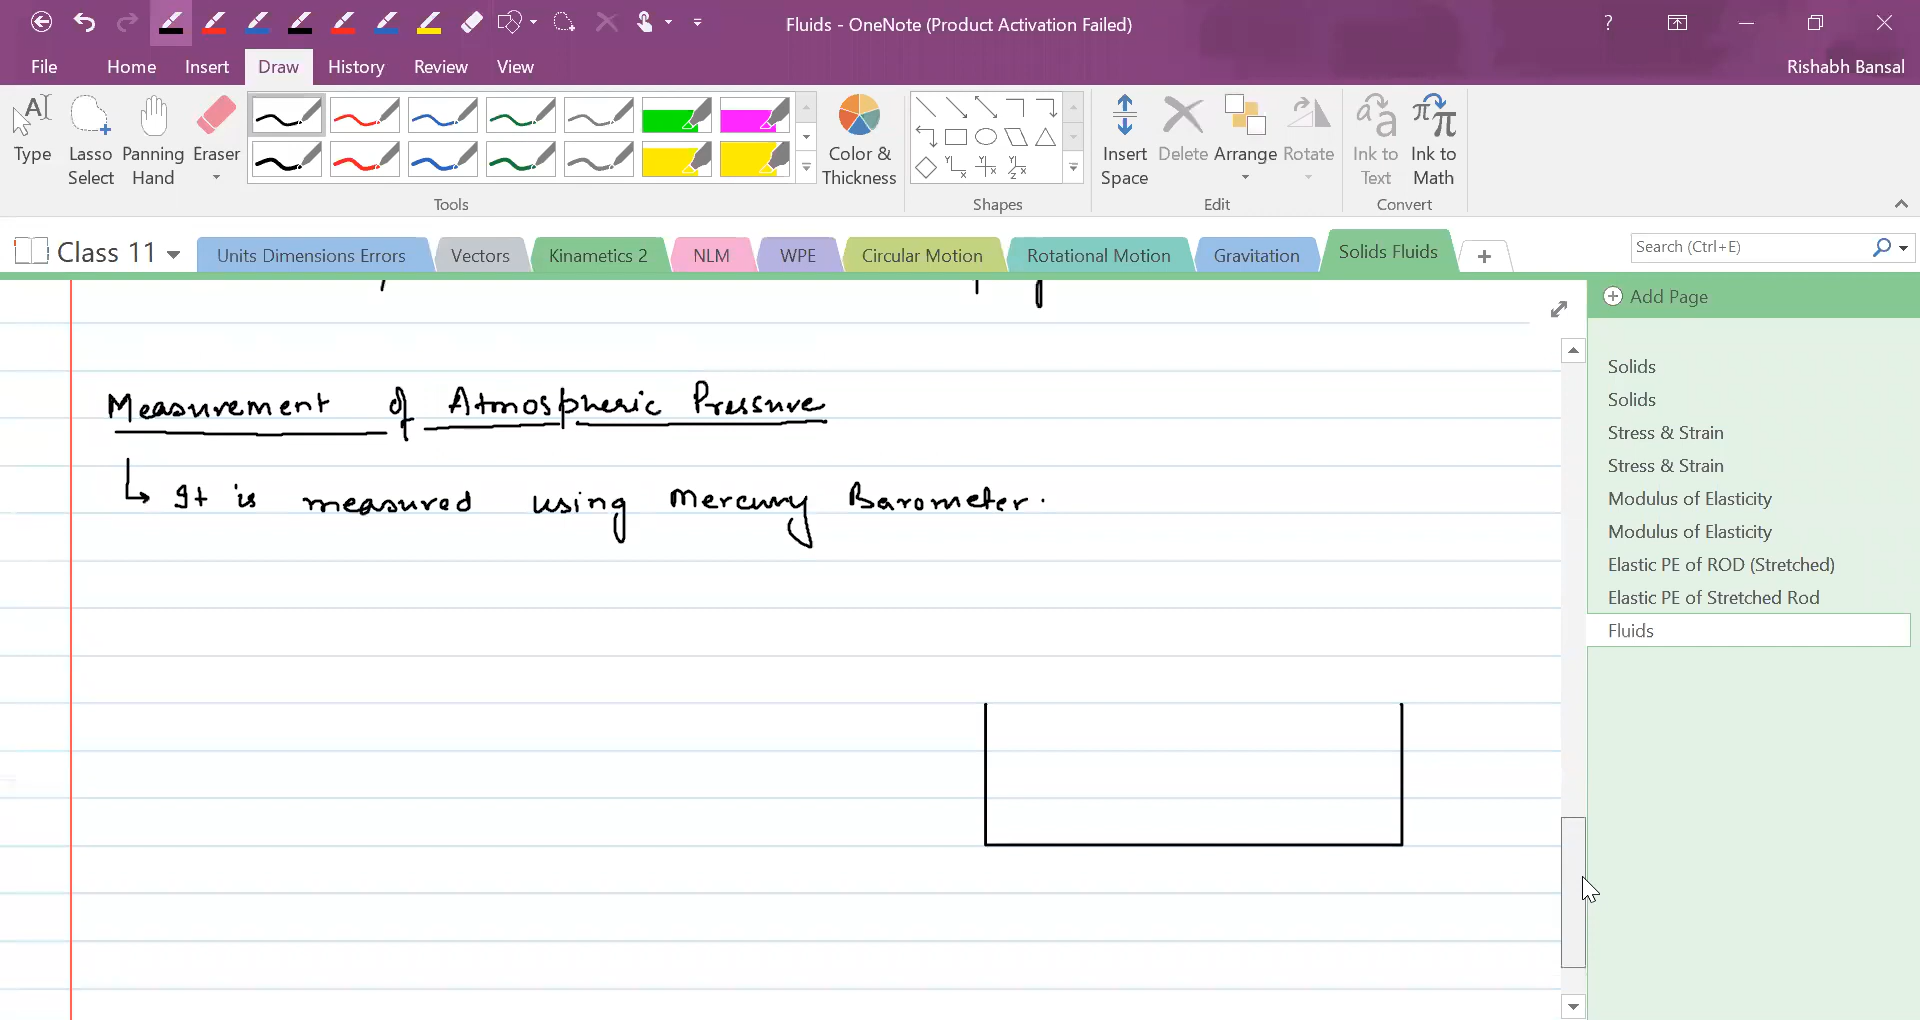 Fluids - OneNote (Product Activation Failed)
?
File Home Insert Draw History Review View
Rishabh Bansal
Type
Lasso Select
Panning Hand
Eraser
Color & Thickness
Insert Space
Delete
Arrange
Rotate
Ink to Text
Ink to Math
Tools
Shapes
Edit
Convert
Class 11
Units Dimensions Errors
Vectors
Kinametics 2
NLM
WPE
Circular Motion
Rotational Motion
Gravitation
Solids Fluids
+
Search (Ctrl+E)
Add Page
Solids
Solids
Stress & Strain
Stress & Strain
Modulus of Elasticity
Modulus of Elasticity
Elastic PE of ROD (Stretched)
Elastic PE of Stretched Rod
Fluids
Measurement of Atmospheric Pressure
It is measured using Mercury Barometer.